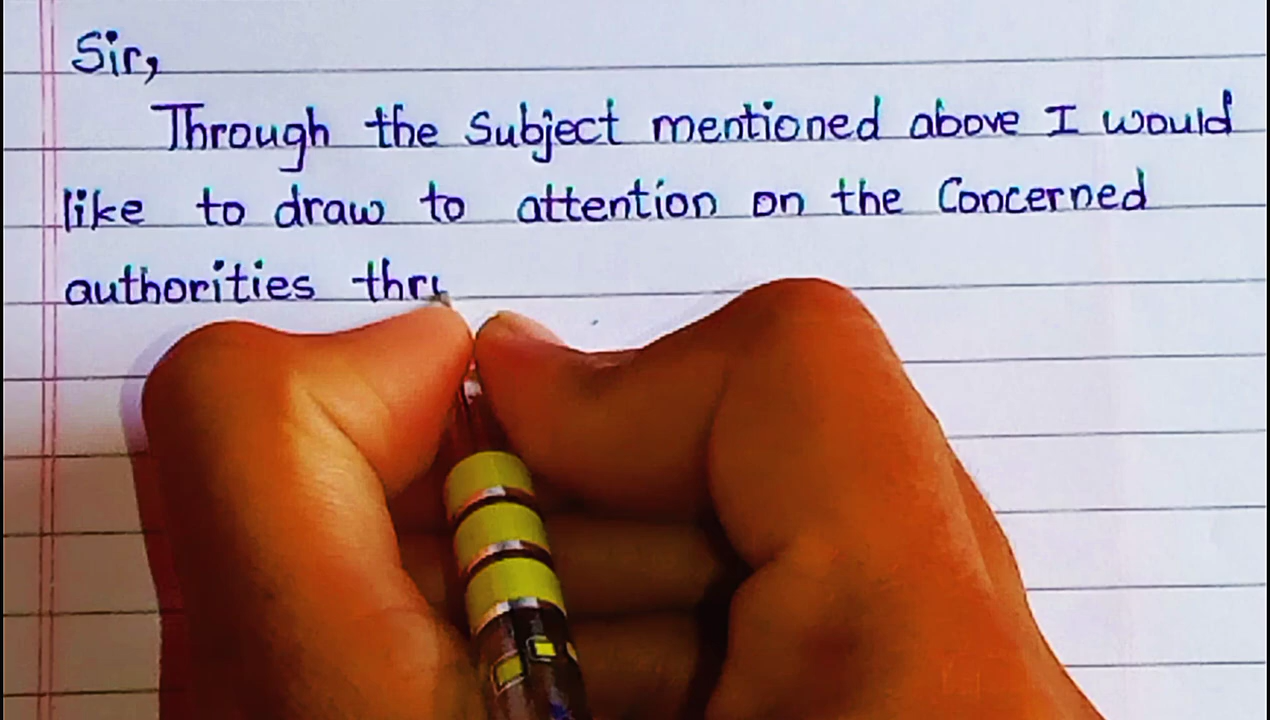 Sir,
Through the Subject mentioned above I would
like to draw to attention on the Concerned
authorities